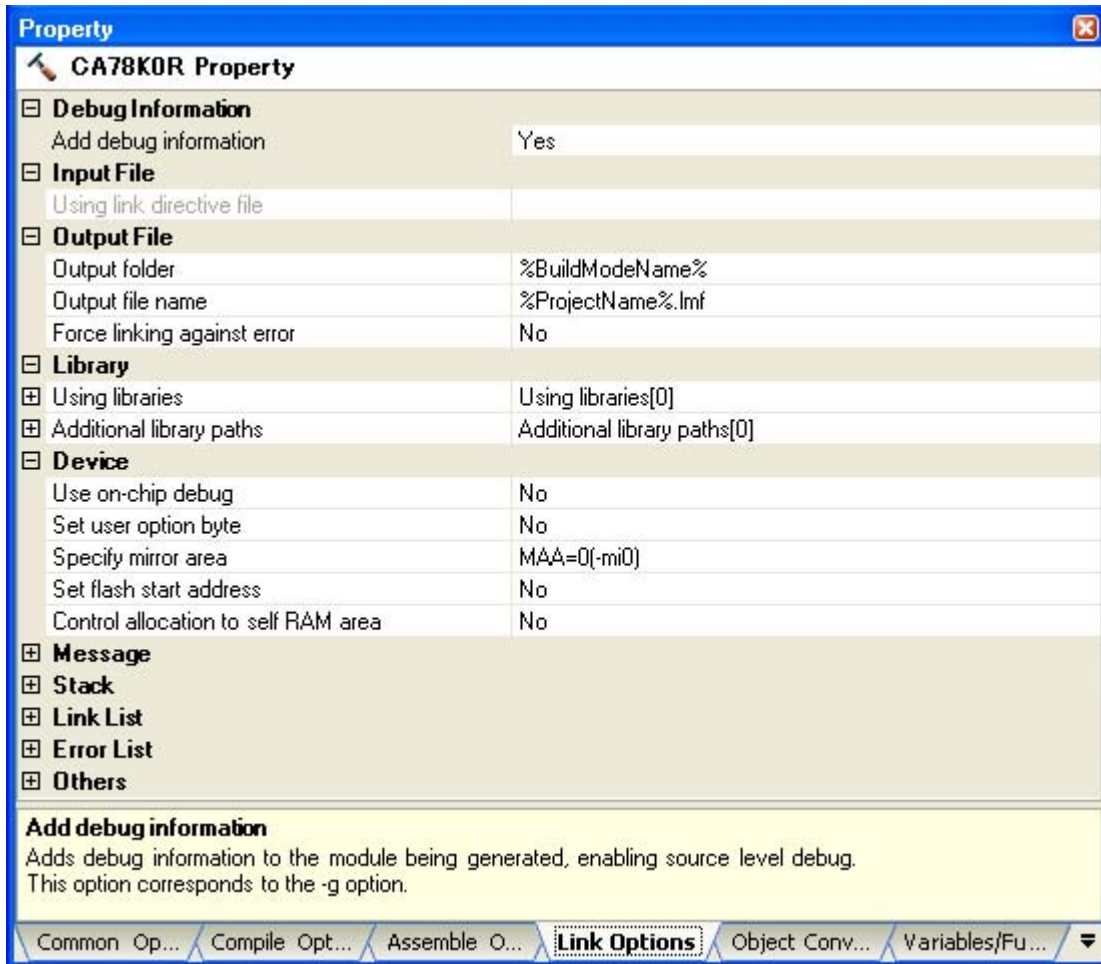 Property
CA78K0R Property
Debug Information
Add debug information Yes
Input File
Using link directive file
Output File
Output folder %BuildModeName%
Output file name %ProjectName%.lmf
Force linking against error No
Library
Using libraries Using libraries[0]
Additional library paths Additional library paths[0]
Device
Use on-chip debug No
Set user option byte No
Specify mirror area MAA=0(-mi0)
Set flash start address No
Control allocation to self RAM area No
Message
Stack
Link List
Error List
Others
Add debug information
Adds debug information to the module being generated, enabling source level debug.
This option corresponds to the -g option.
Common Op... Compile Opt... Assemble O... Link Options Object Conv... Variables/Fu...